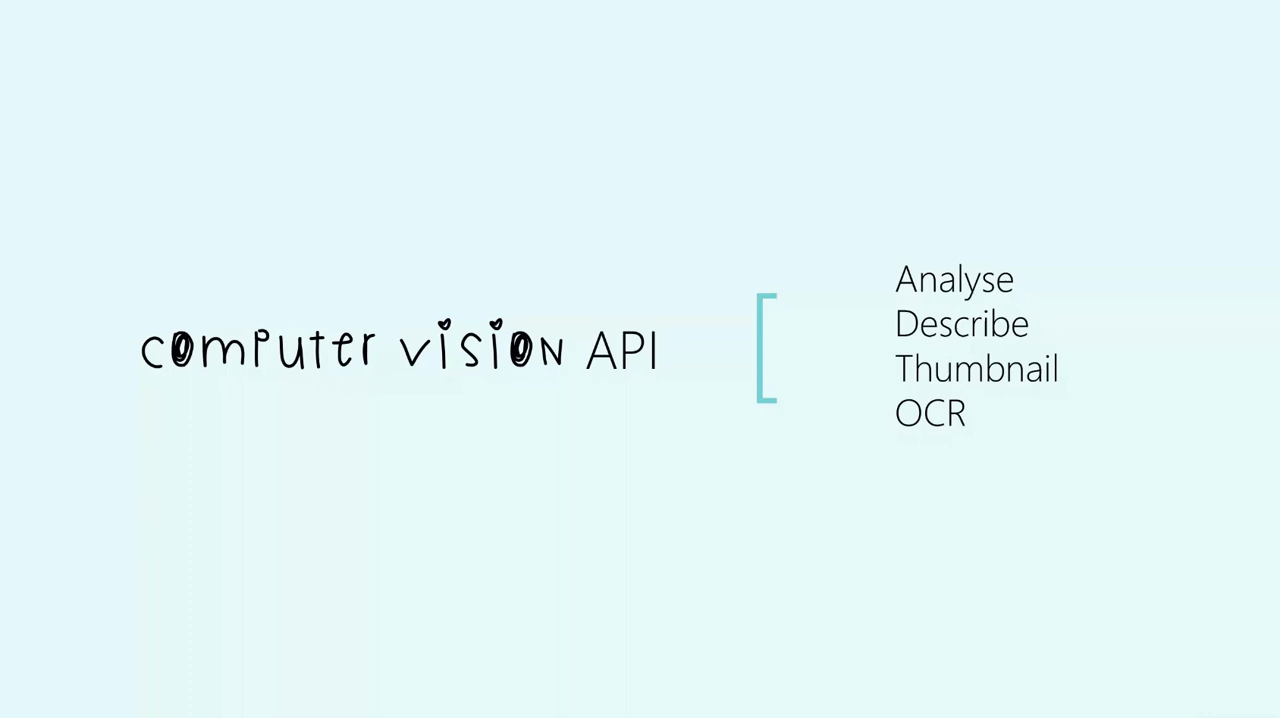 computer vision API
Analyse
Describe
Thumbnail
OCR